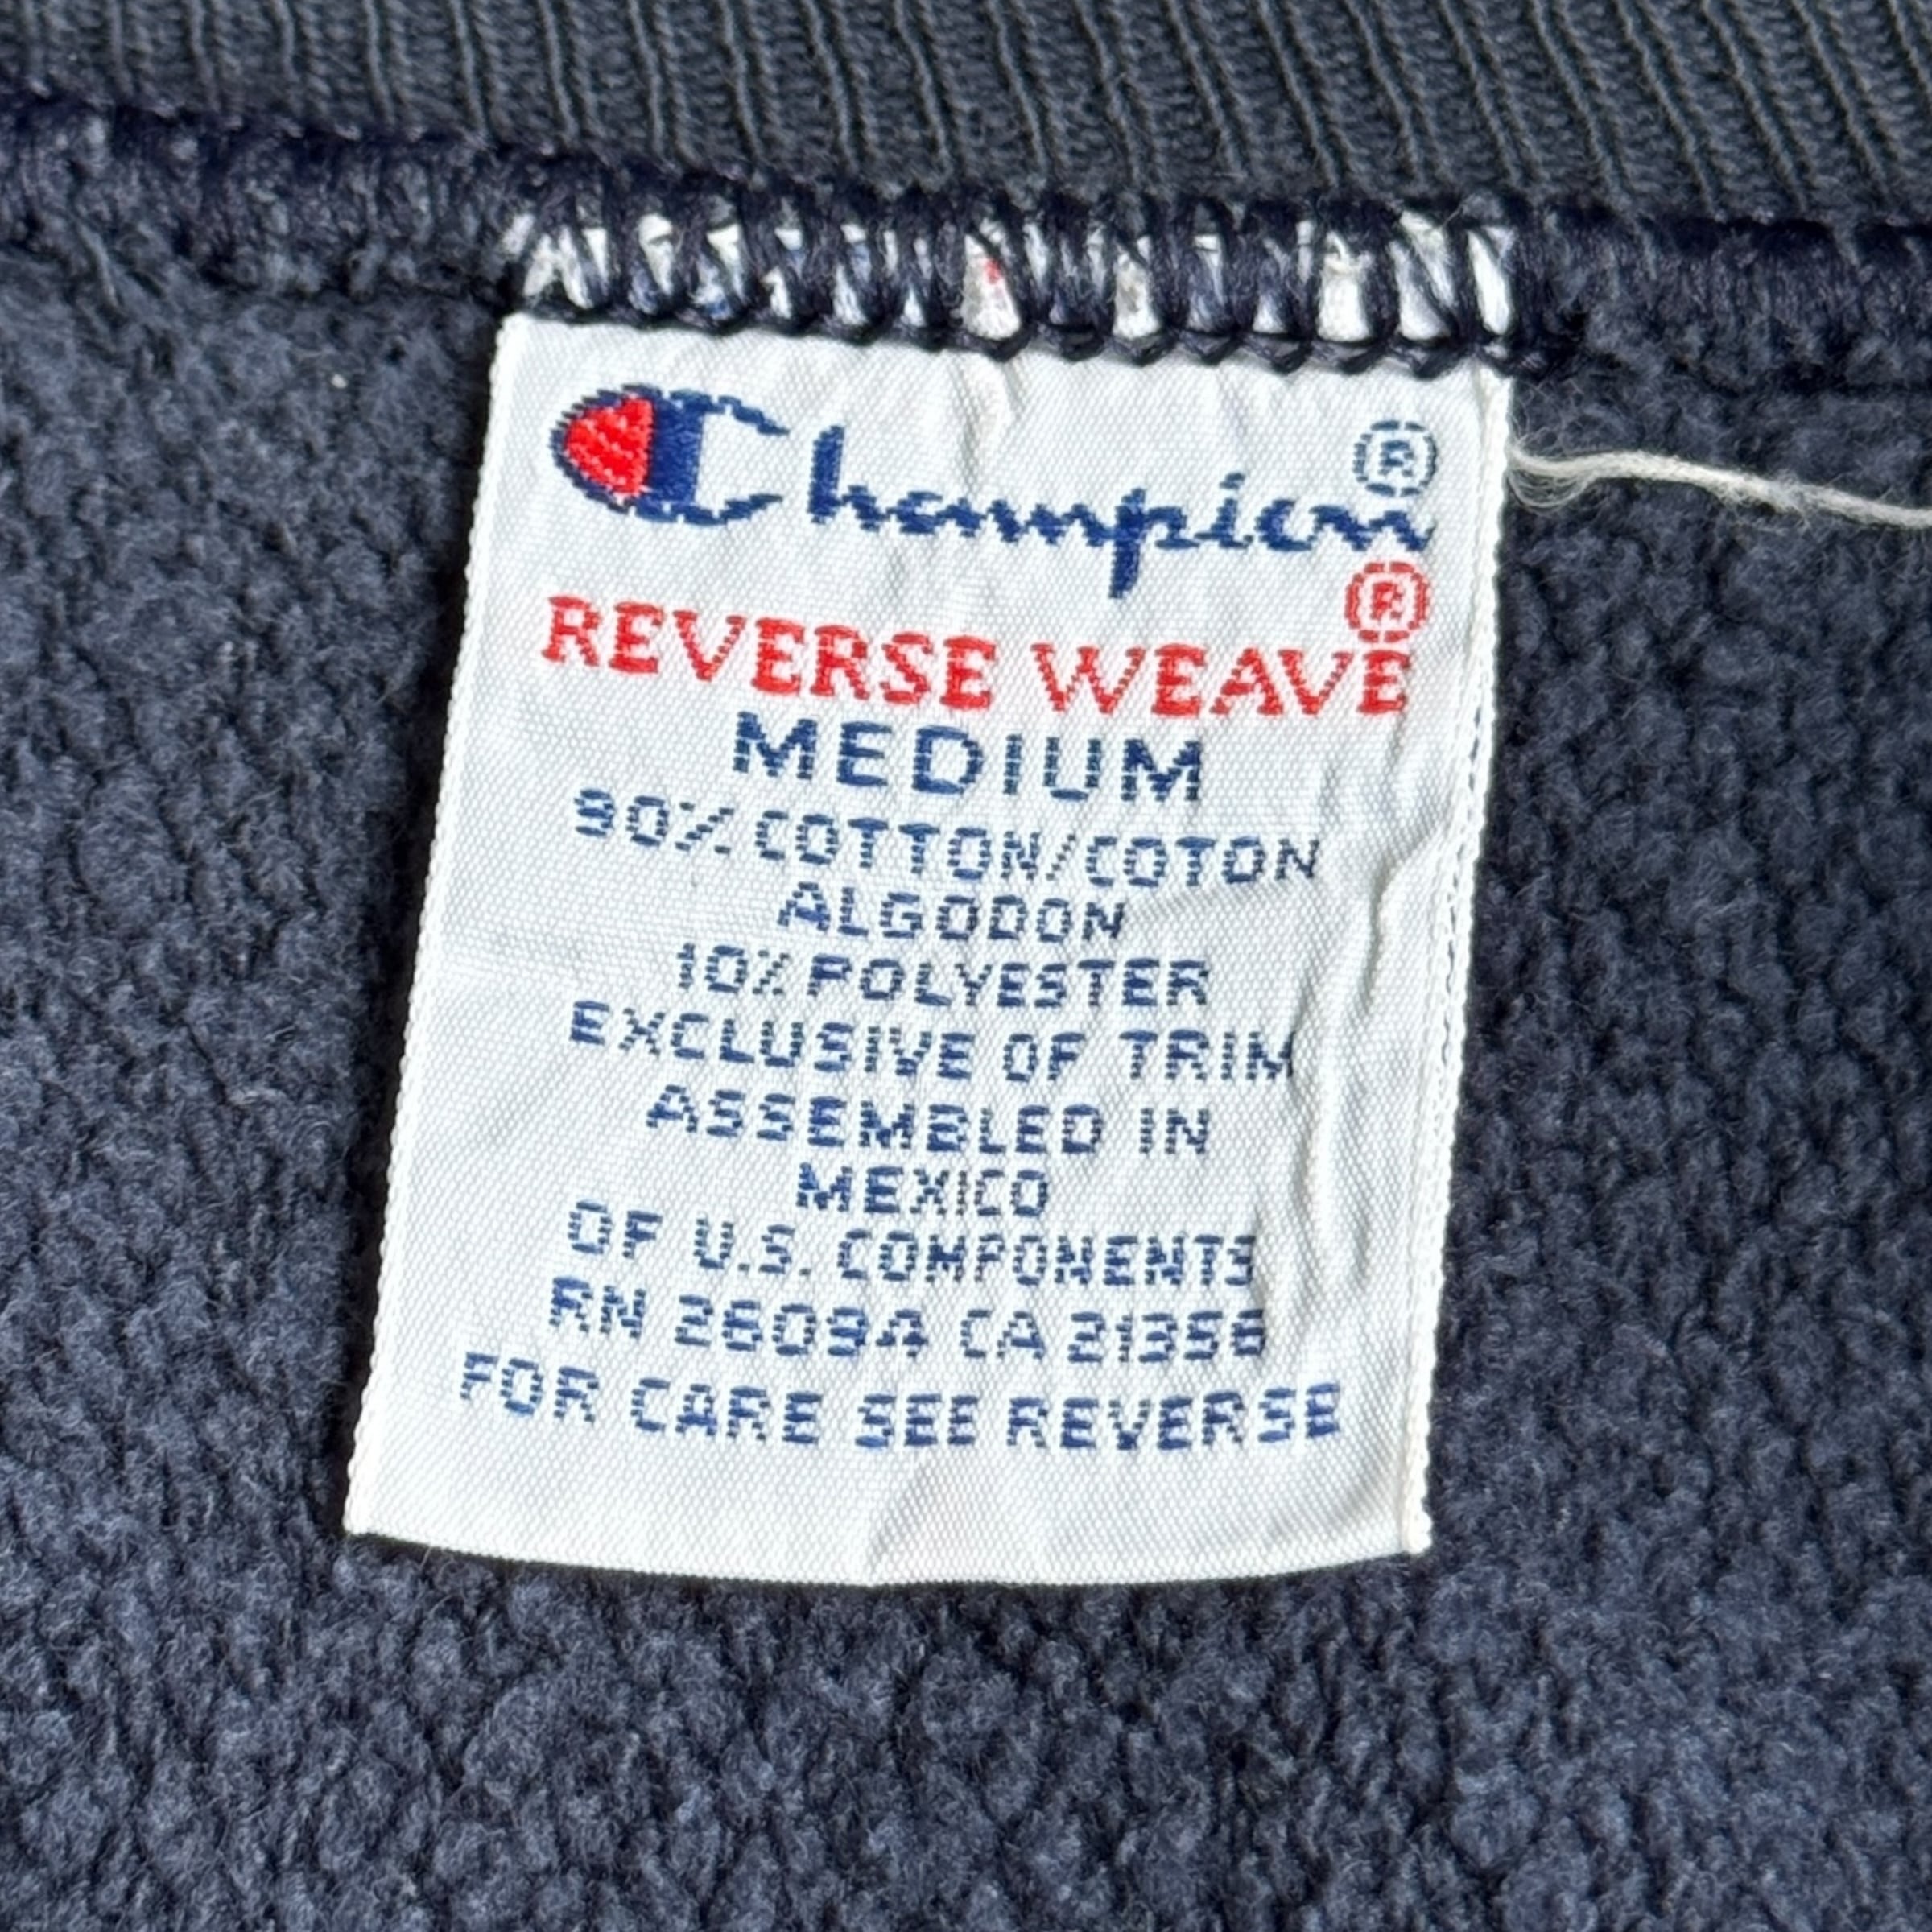 Champion®
REVERSE WEAVE®
MEDIUM
90% COTTON/COTON
ALGODON
10% POLYESTER
EXCLUSIVE OF TRIM
ASSEMBLED IN
MEXICO
OF U.S. COMPONENTS
RN 26094 CA 21356
FOR CARE SEE REVERSE